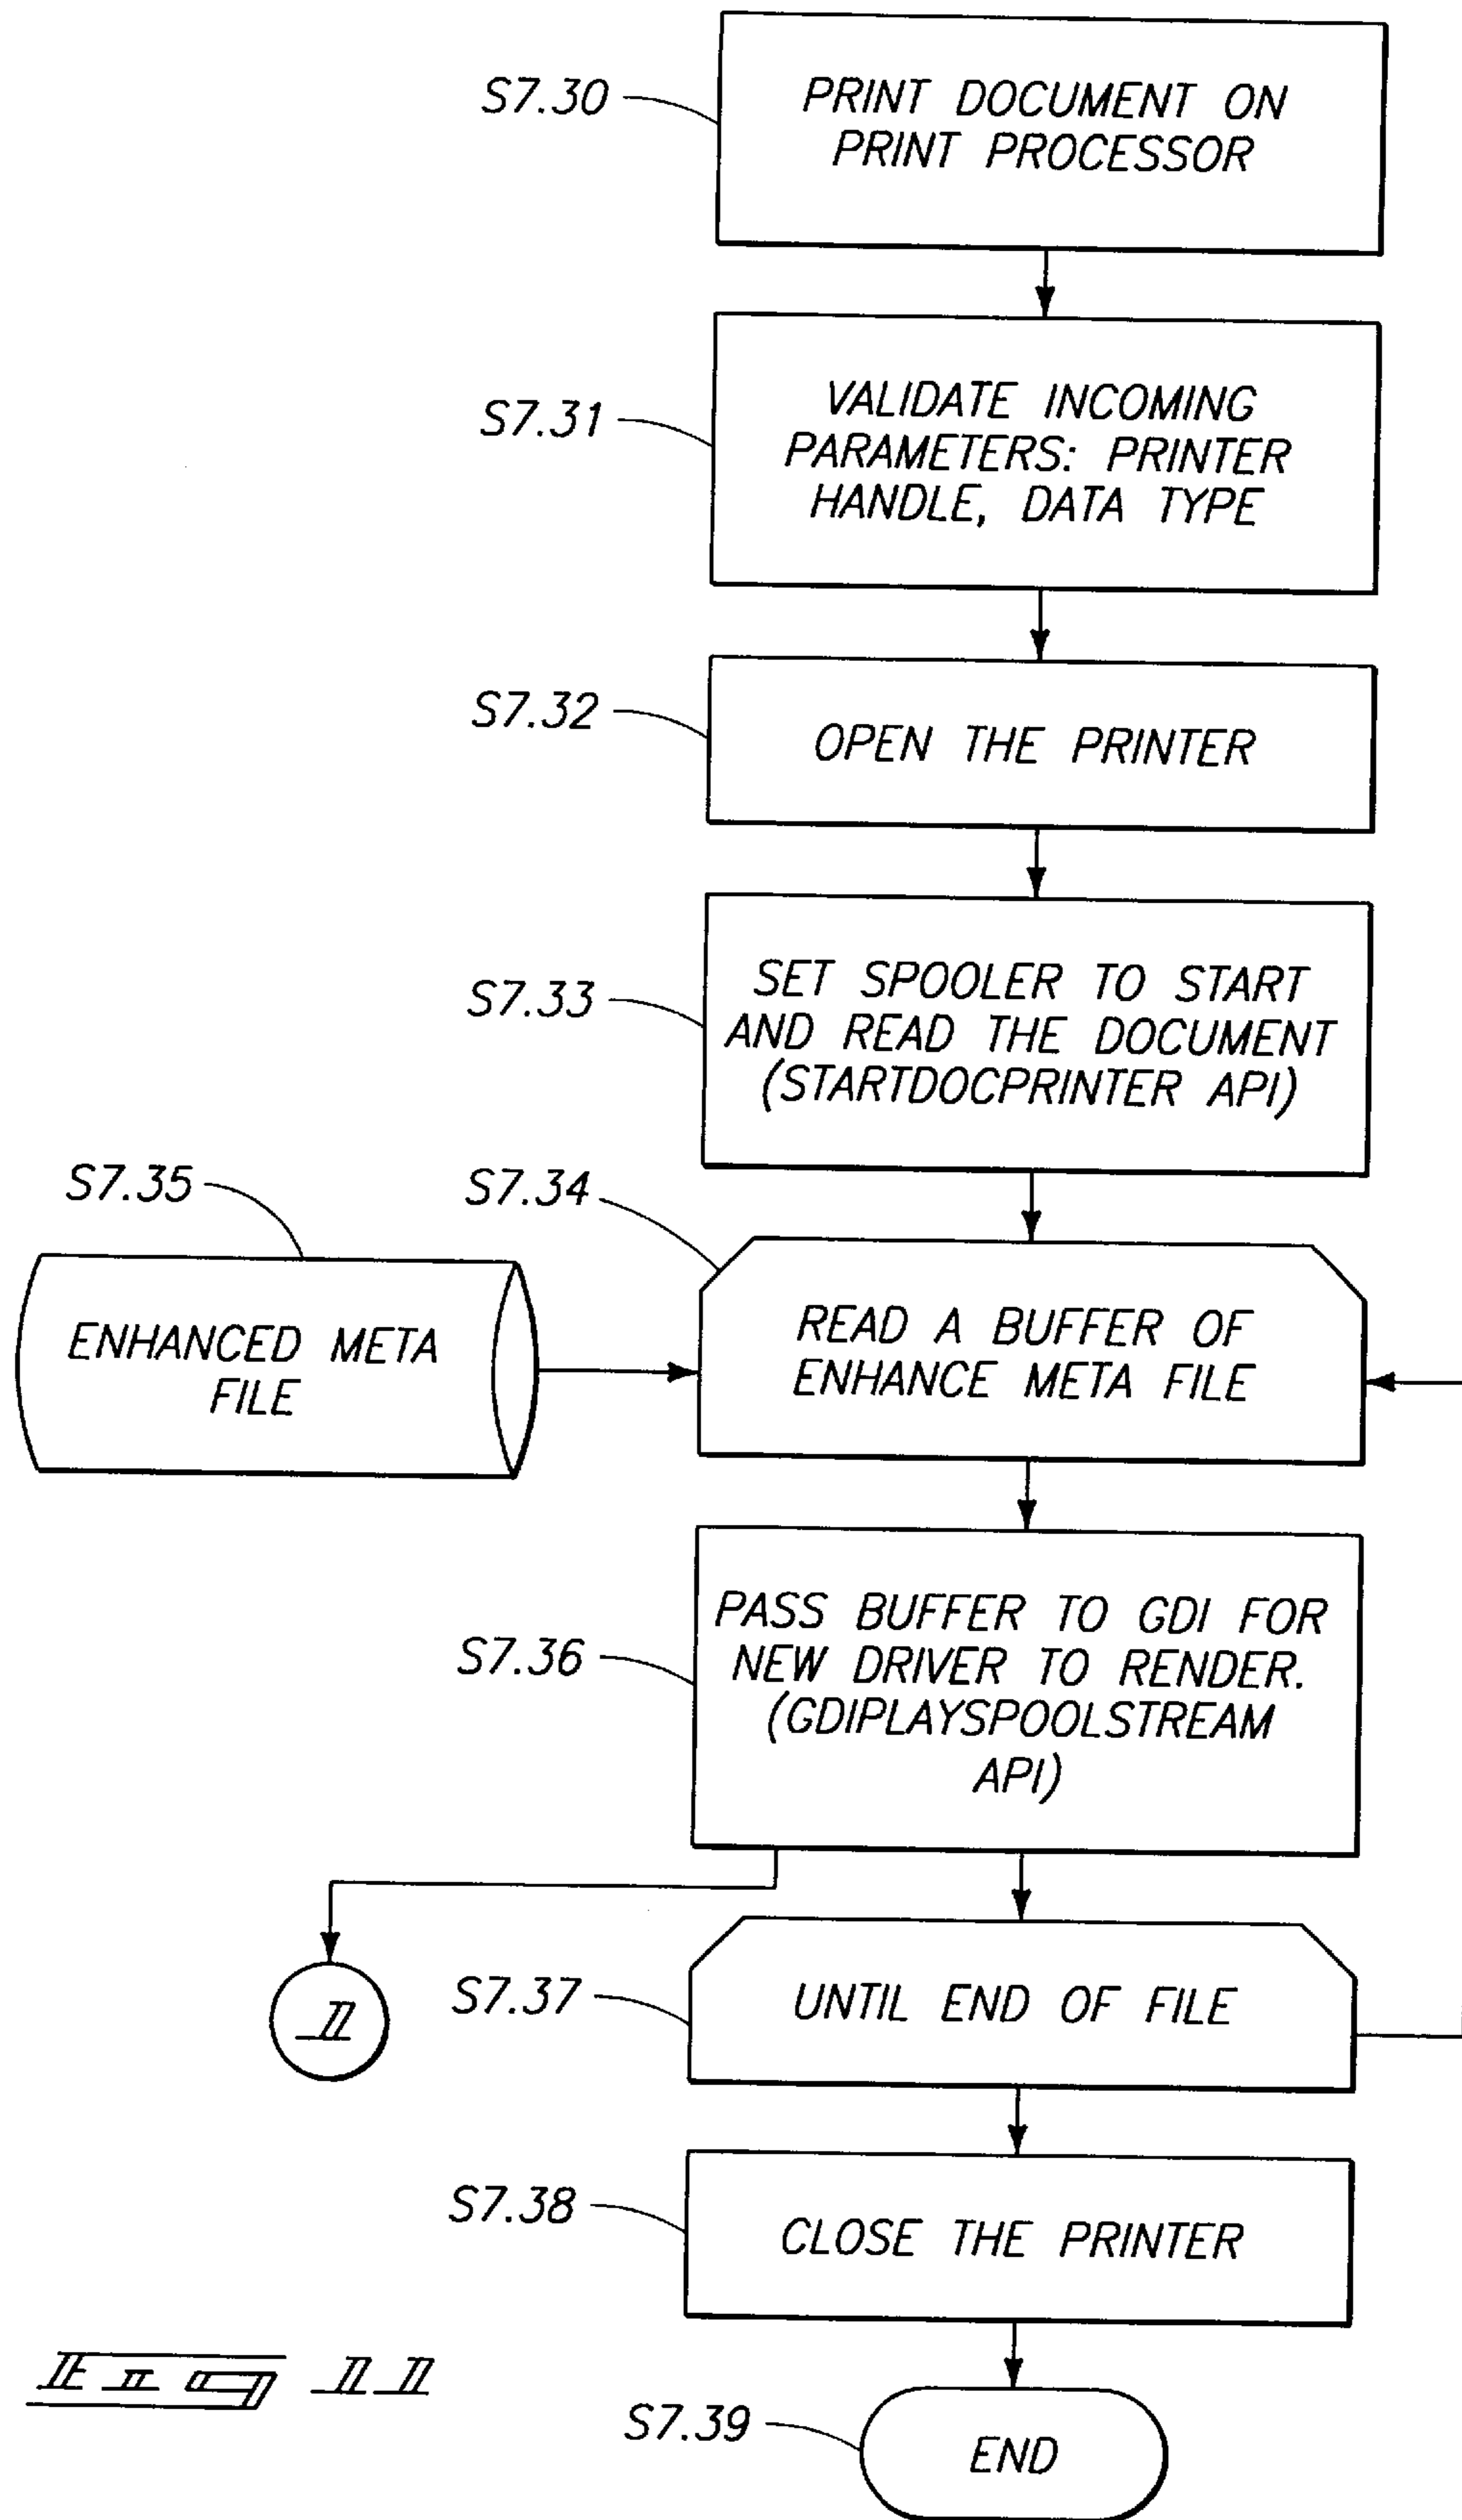 S7.30
PRINT DOCUMENT ON
PRINT PROCESSOR
S7.31
VALIDATE INCOMING
PARAMETERS: PRINTER
HANDLE, DATA TYPE
S7.32
OPEN THE PRINTER
S7.33
SET SPOOLER TO START
AND READ THE DOCUMENT
(STARTDOCPRINTER API)
S7.35
S7.34
ENHANCED META
FILE
READ A BUFFER OF
ENHANCE META FILE
S7.36
PASS BUFFER TO GDI FOR
NEW DRIVER TO RENDER.
(GDIPLAYSPOOLSTREAM
API)
1
S7.37
UNTIL END OF FILE
S7.38
CLOSE THE PRINTER
Fig 11
S7.39
END